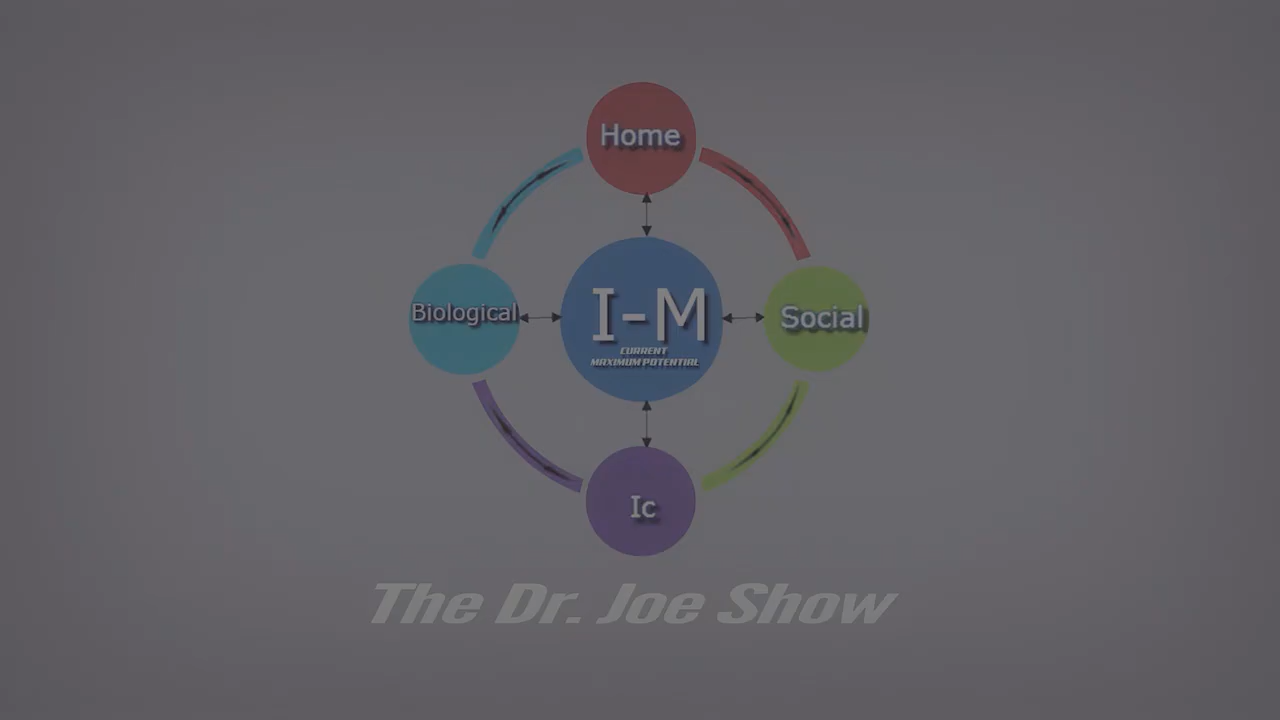 Home
Biological
I-M
CURRENT
MAXIMUM POTENTIAL
Social
Ic
The Dr. Joe Show